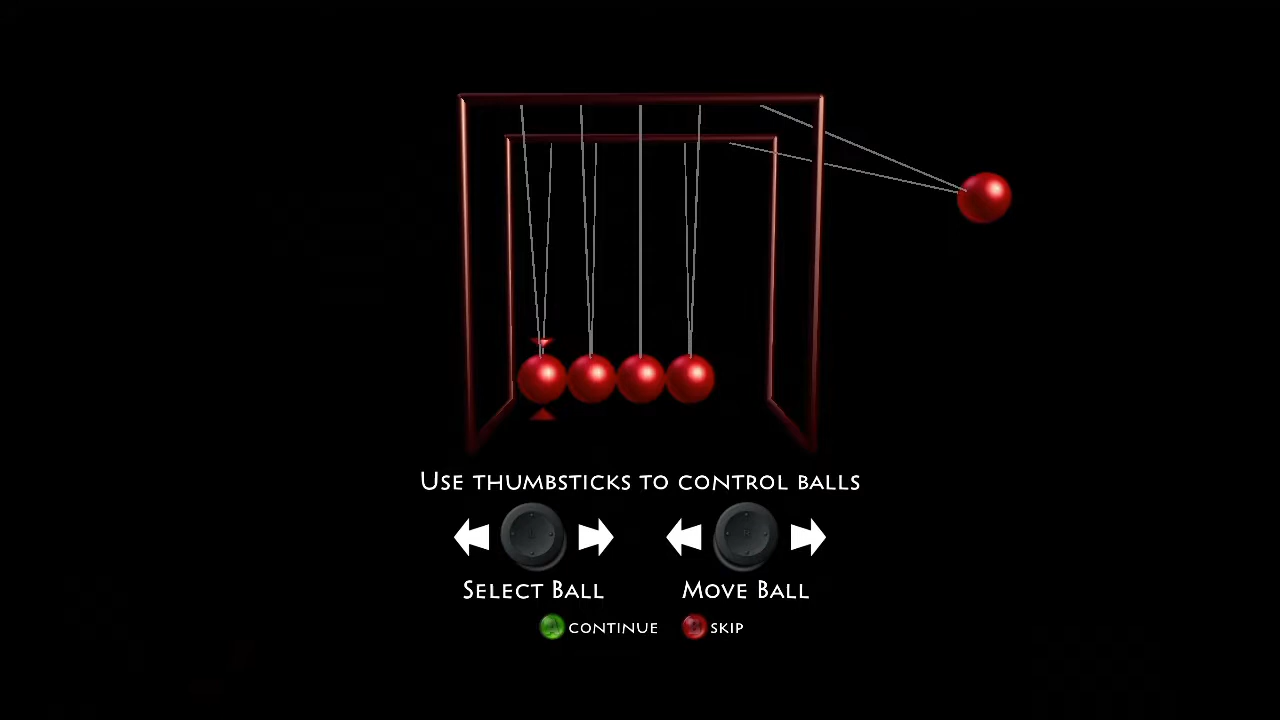 USE THUMBSTICKS TO CONTROL BALLS
SELECT BALL MOVE BALL
A CONTINUE B SKIP